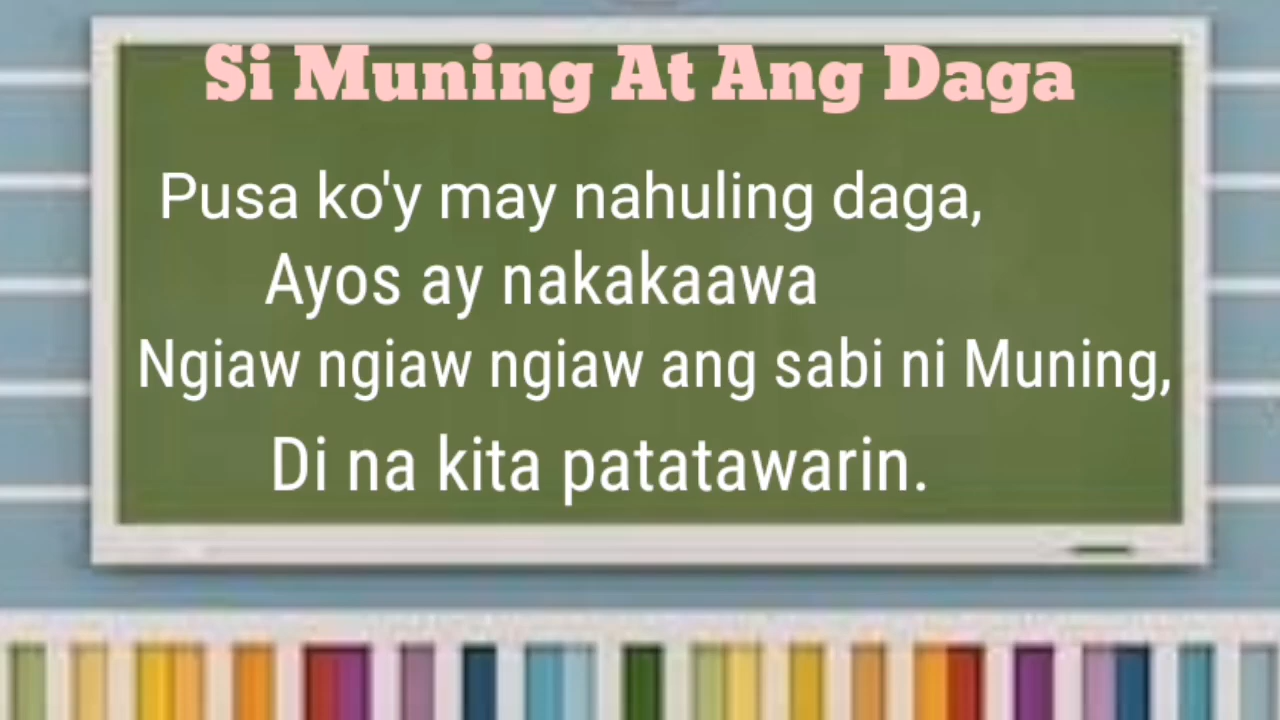 Si Muning At Ang Daga
Pusa ko'y may nahuling daga,
Ayos ay nakakaawa
Ngiaw ngiaw ngiaw ang sabi ni Muning,
Di na kita patatawarin.